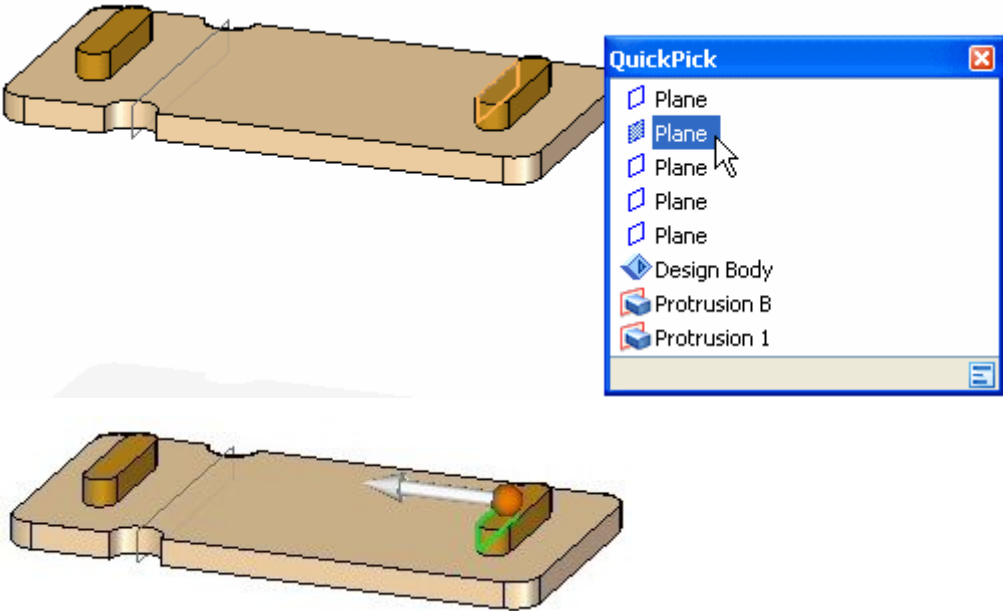 QuickPick
Plane
Plane
Plane
Plane
Plane
Design Body
Protrusion B
Protrusion 1